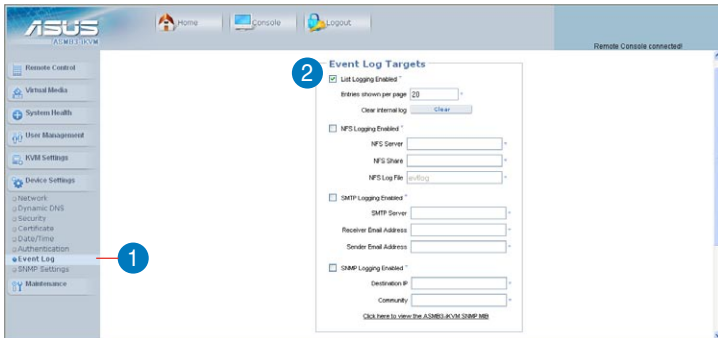 ASUS
ASMB3-iKVM
Home
Console
Logout
Remote Console connected!
Remote Control
Virtual Media
System Health
User Management
KVM Settings
Device Settings
Network
Dynamic DNS
Security
Certificate
Date/Time
Authentication
Event Log
SNMP Settings
Maintenance
1
2
Event Log Targets
List Logging Enabled *
Entries shown per page 20 *
Clear internal log Clear
NFS Logging Enabled *
NFS Server *
NFS Share *
NFS Log File evtlog *
SMTP Logging Enabled *
SMTP Server *
Receiver Email Address *
Sender Email Address *
SNMP Logging Enabled *
Destination IP *
Community *
Click here to view the ASMB3-iKVM SNMP MIB